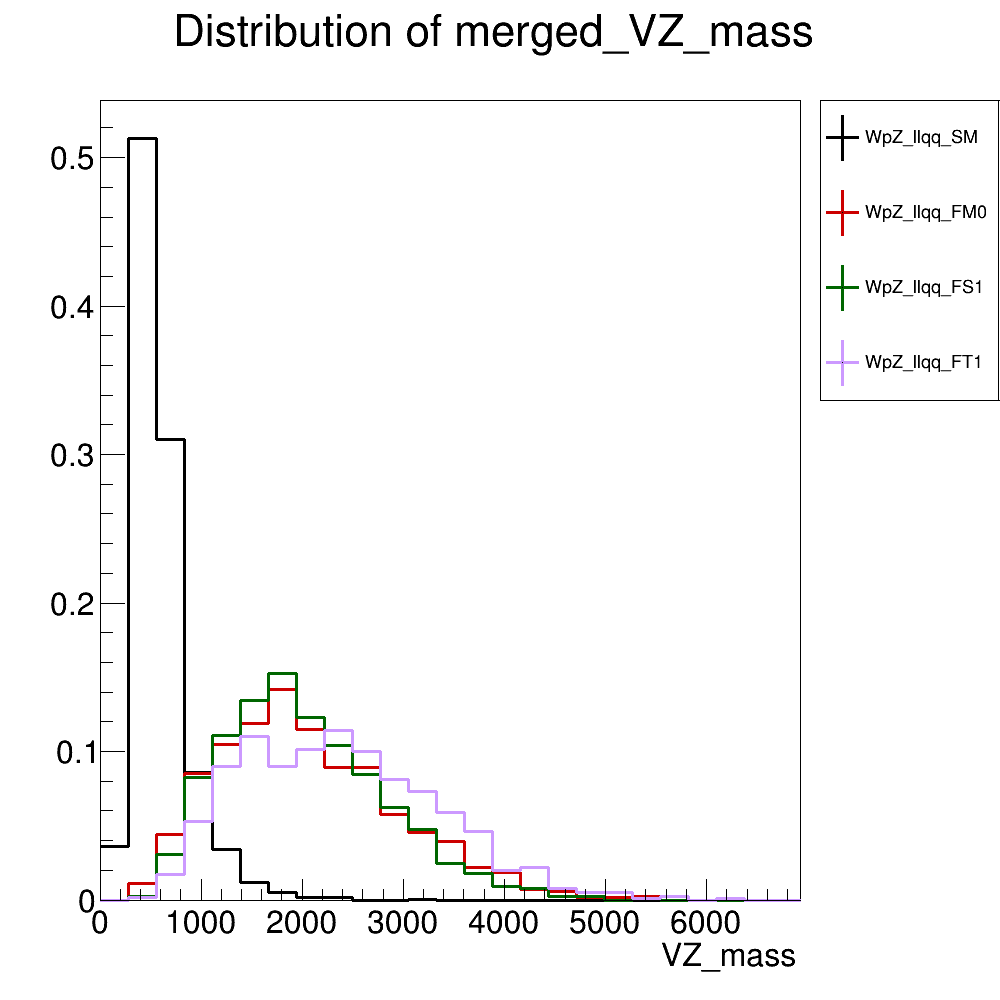 Distribution of merged_VZ_mass
0.5
0.4
0.3
0.2
0.1
0
0 1000 2000 3000 4000 5000 6000
VZ_mass
WpZ_llqq_SM
WpZ_llqq_FM0
WpZ_llqq_FS1
WpZ_llqq_FT1